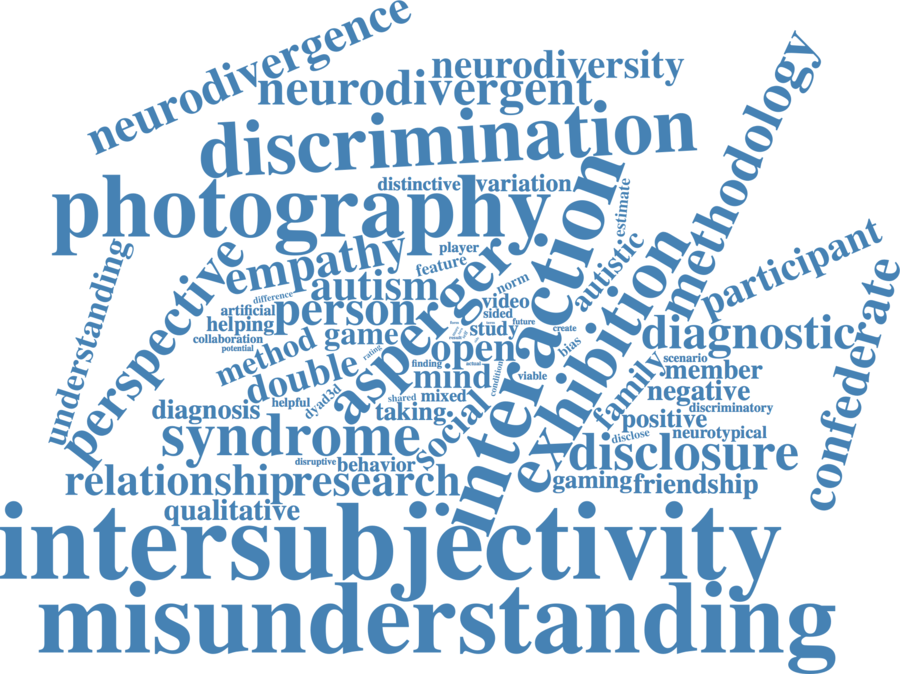 neurodivergence
neurodiversity
neurodivergent
methodology
discrimination
distinctive
variation
photography
interaction
estimate
understanding
perspective
empathy
player
feature
autistic
participant
autism
asperger
norm
difference
artificial
person
video
sided
exhibition
confederate
helping
collaboration
potential
method
game
study
future
create
diagnostic
rating
open
bias
finding
actual
scenario
double
mind
condition
viable
family
member
negative
dyad3d
shared
mixed
diagnosis
helpful
taking
discriminatory
positive
syndrome
social
disclose
neurotypical
disruptive
behavior
disclosure
relationship
research
gaming
friendship
qualitative
intersubjectivity
misunderstanding